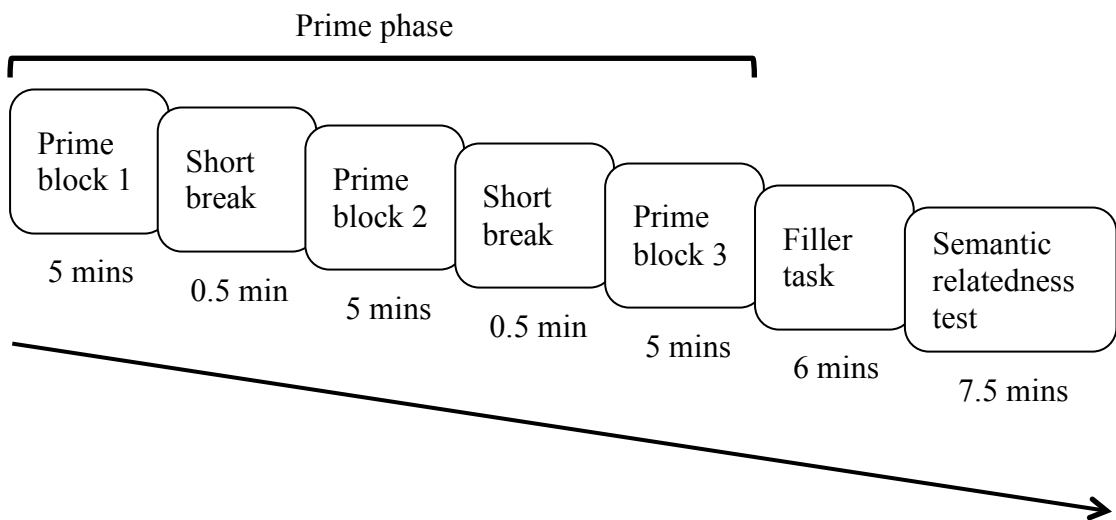 Prime phase
Prime
block 1
5 mins
Short
break
0.5 min
Prime
block 2
5 mins
Short
break
0.5 min
Prime
block 3
5 mins
Filler
task
6 mins
Semantic
relatedness
test
7.5 mins